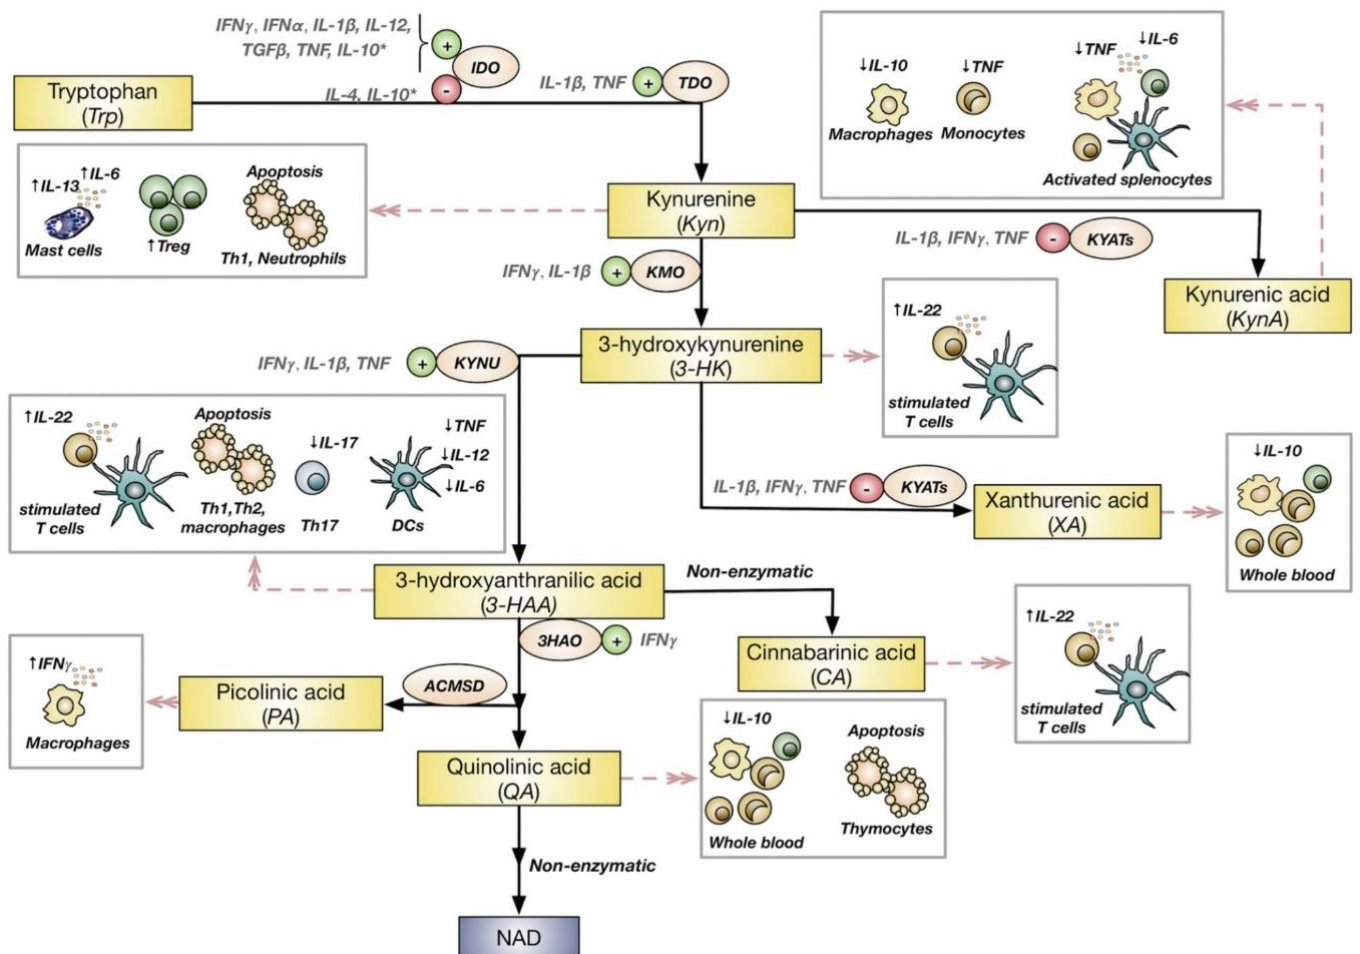 IFNγ, IFNα, IL-1β, IL-12,
TGFβ, TNF, IL-10*
+
IDO
-
IL-4, IL-10*
IL-1β, TNF
+
TDO
Tryptophan
(Trp)
↓IL-10
Macrophages
↓TNF
Monocytes
↓TNF
↓IL-6
Activated splenocytes
↑IL-13
↑IL-6
Mast cells
↑Treg
Apoptosis
Th1, Neutrophils
Kynurenine
(Kyn)
IL-1β, IFNγ, TNF
-
KYATs
IFNγ, IL-1β
+
KMO
Kynurenic acid
(KynA)
3-hydroxykynurenine
(3-HK)
↑IL-22
stimulated
T cells
IFNγ, IL-1β, TNF
+
KYNU
↑IL-22
stimulated
T cells
Apoptosis
Th1,Th2,
macrophages
↓IL-17
Th17
↓TNF
↓IL-12
↓IL-6
DCs
IL-1β, IFNγ, TNF
-
KYATs
Xanthurenic acid
(XA)
↓IL-10
Whole blood
3-hydroxyanthranilic acid
(3-HAA)
Non-enzymatic
3HAO
+
IFNγ
Cinnabarinic acid
(CA)
↑IL-22
stimulated
T cells
ACMSD
Picolinic acid
(PA)
↑IFNγ
Macrophages
Quinolinic acid
(QA)
↓IL-10
Whole blood
Apoptosis
Thymocytes
Non-enzymatic
NAD